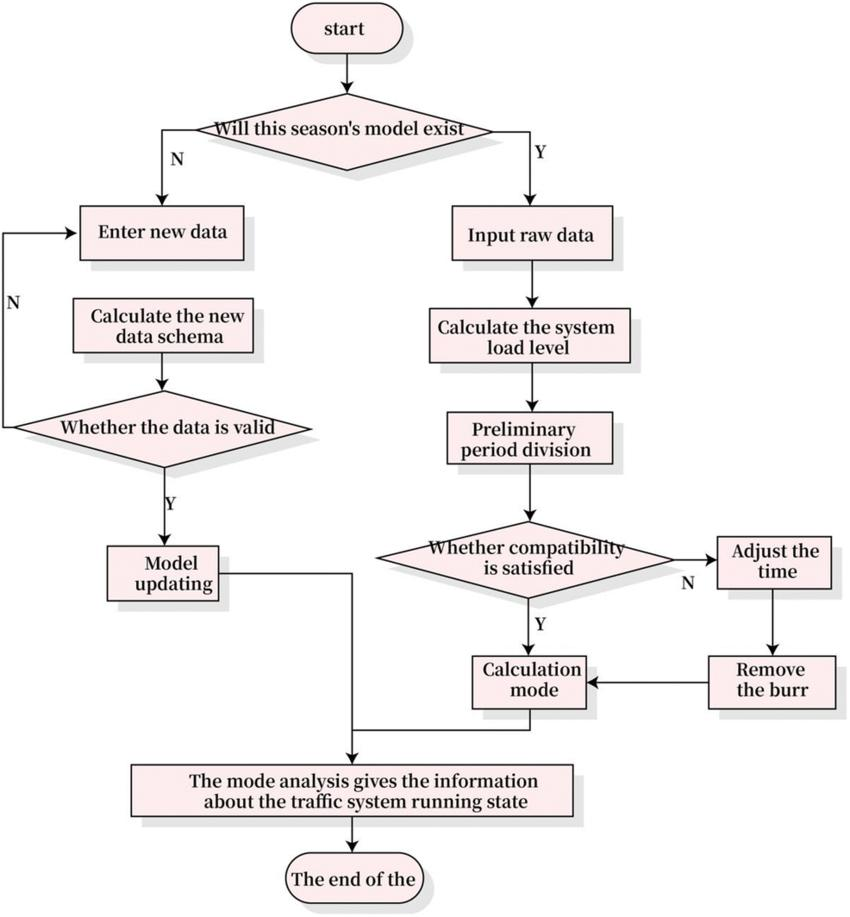 start
Will this season's model exist
N
Y
Enter new data
Input raw data
N
Calculate the new
data schema
Calculate the system
load level
Whether the data is valid
Preliminary
period division
Y
Whether compatibility
is satisfied
N
Adjust the
time
Model
updating
Y
Calculation
mode
Remove
the burr
The mode analysis gives the information
about the traffic system running state
The end of the